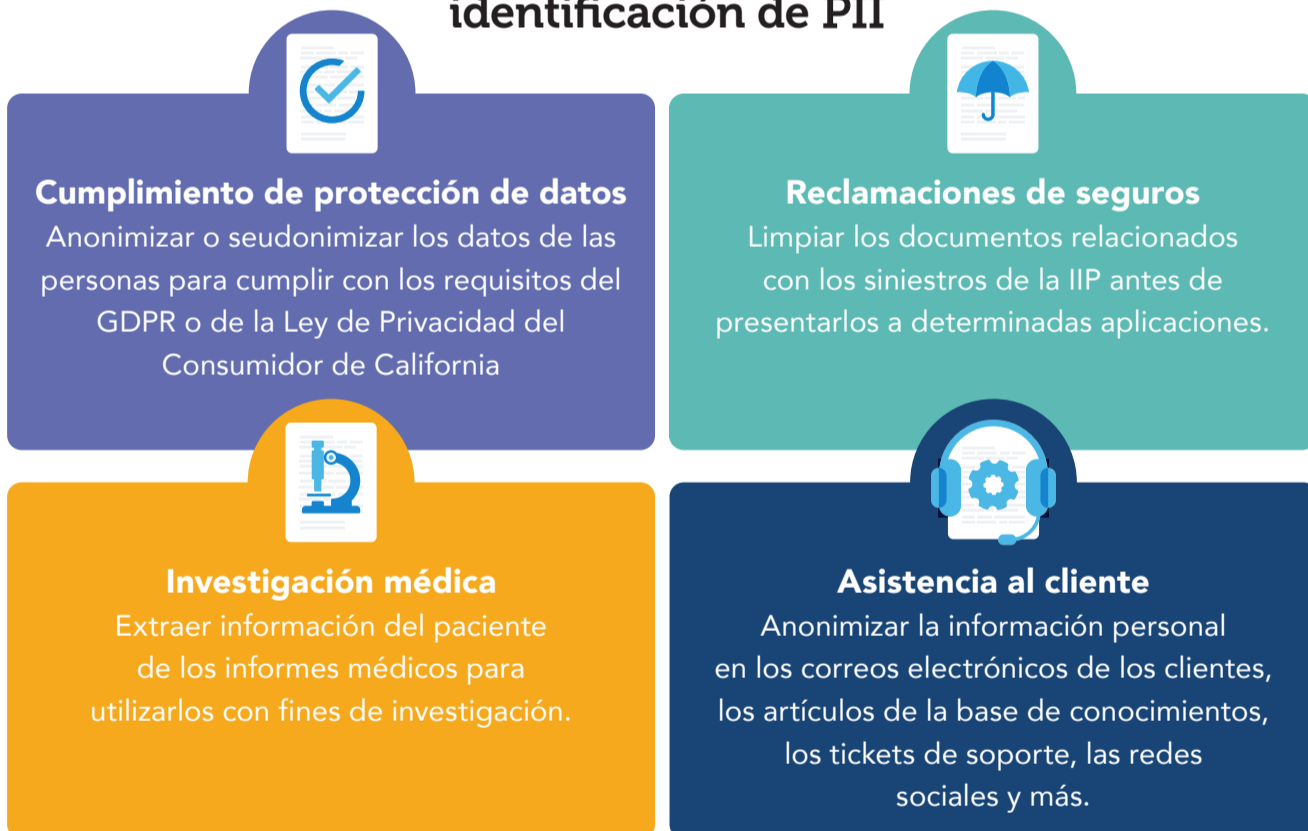 identificación de PII
Cumplimiento de protección de datos
Anonimizar o seudonimizar los datos de las
personas para cumplir con los requisitos del
GDPR o de la Ley de Privacidad del
Consumidor de California
Reclamaciones de seguros
Limpiar los documentos relacionados
con los siniestros de la IIP antes de
presentarlos a determinadas aplicaciones.
Investigación médica
Extraer información del paciente
de los informes médicos para
utilizarlos con fines de investigación.
Asistencia al cliente
Anonimizar la información personal
en los correos electrónicos de los clientes,
los artículos de la base de conocimientos,
los tickets de soporte, las redes
sociales y más.